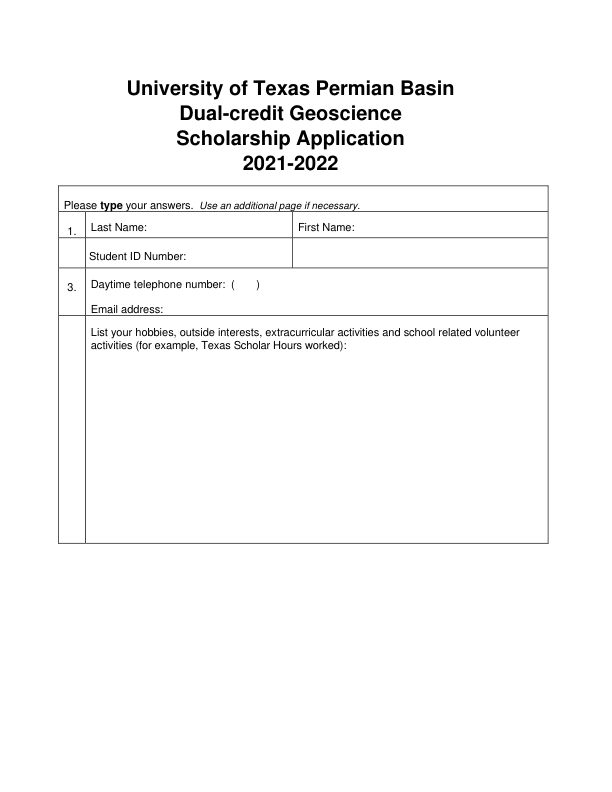 University of Texas Permian Basin
Dual-credit Geoscience
Scholarship Application
2021-2022
Please type your answers. Use an additional page if necessary.
1. Last Name: First Name:
Student ID Number:
3. Daytime telephone number: ( )
Email address:
List your hobbies, outside interests, extracurricular activities and school related volunteer
activities (for example, Texas Scholar Hours worked):